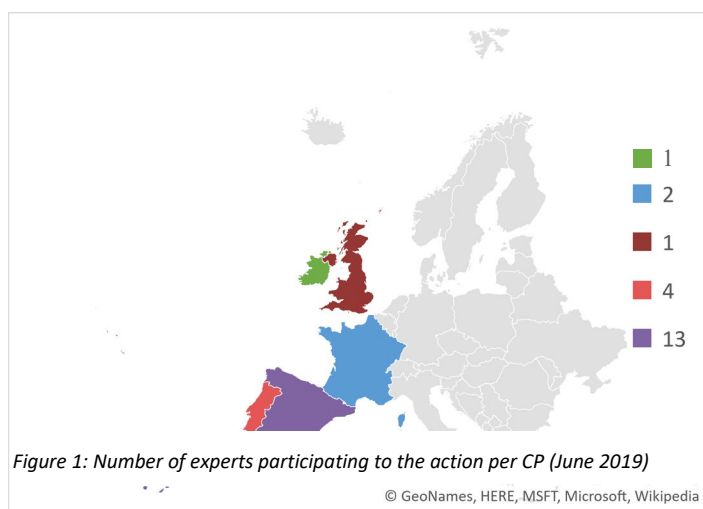 1
2
1
4
13
Figure 1: Number of experts participating to the action per CP (June 2019)
© GeoNames, HERE, MSFT, Microsoft, Wikipedia